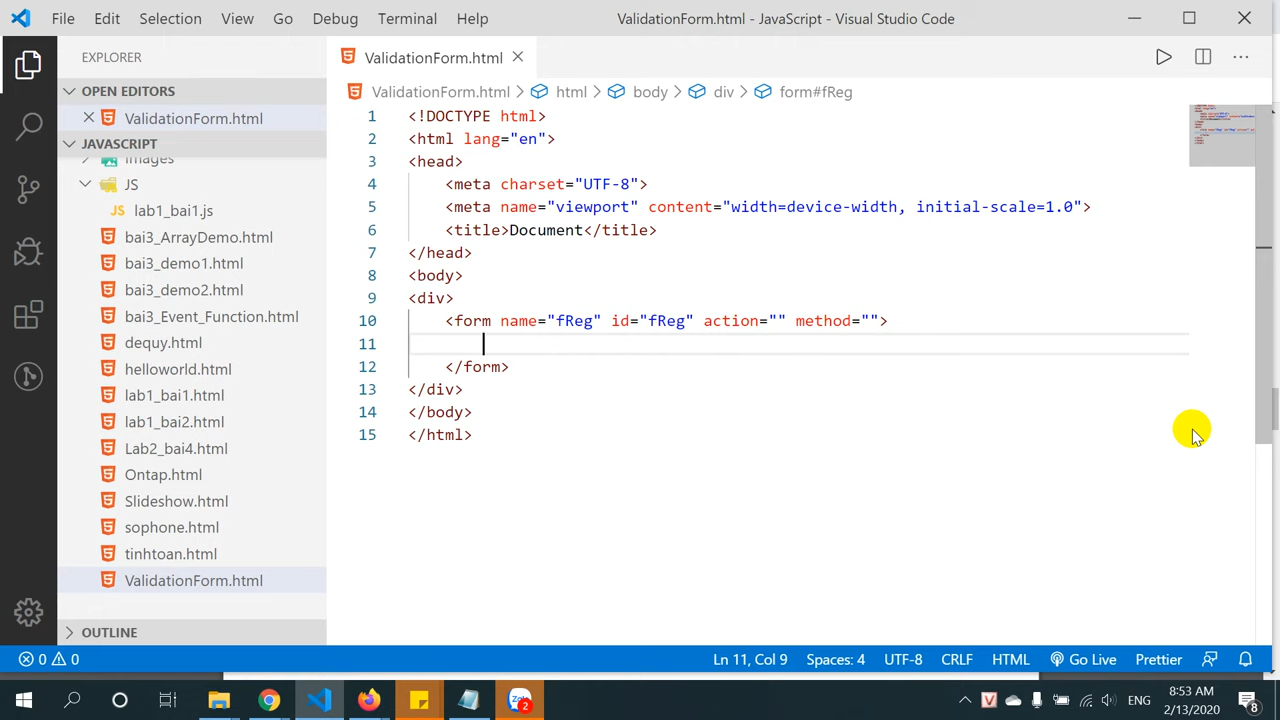 File Edit Selection View Go Debug Terminal Help ValidationForm.html - JavaScript - Visual Studio Code
EXPLORER
OPEN EDITORS
ValidationForm.html
JAVASCRIPT
images
JS
JS lab1_bai1.js
bai3_ArrayDemo.html
bai3_demo1.html
bai3_demo2.html
bai3_Event_Function.html
dequy.html
helloworld.html
lab1_bai1.html
lab1_bai2.html
Lab2_bai4.html
Ontap.html
Slideshow.html
sophone.html
tinhtoan.html
ValidationForm.html
OUTLINE
ValidationForm.html
ValidationForm.html > html > body > div > form#fReg
1 <!DOCTYPE html>
2 <html lang="en">
3 <head>
4 <meta charset="UTF-8">
5 <meta name="viewport" content="width=device-width, initial-scale=1.0">
6 <title>Document</title>
7 </head>
8 <body>
9 <div>
10 <form name="fReg" id="fReg" action="" method="">
11
12 </form>
13 </div>
14 </body>
15 </html>
0 0 Ln 11, Col 9 Spaces: 4 UTF-8 CRLF HTML Go Live Prettier
Zalo 2 V ENG 8:53 AM 8
2/13/2020